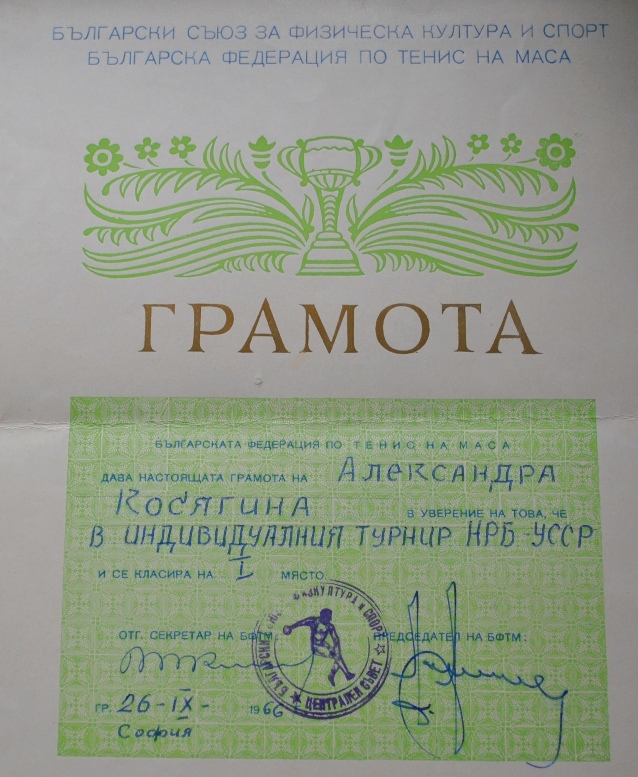 БЪЛГАРСКИ СЪЮЗ ЗА ФИЗИЧЕСКА КУЛТУРА И СПОРТ
БЪЛГАРСКА ФЕДЕРАЦИЯ ПО ТЕНИС НА МАСА
ГРАМОТА
БЪЛГАРСКАТА ФЕДЕРАЦИЯ ПО ТЕНИС НА МАСА
ДАВА НАСТОЯЩАТА ГРАМОТА НА АЛЕКСАНДРА
КОСЯГИНА В УВЕРЕНИЕ НА ТОВА, ЧЕ
В ИНДИВИДУАЛНИЯ ТУРНИР НРБ-УССР
И СЕ КЛАСИРА НА I МЯСТО
ОТГ. СЕКРЕТАР НА БФТМ: ПРЕДСЕДАТЕЛ НА БФТМ:
ФИЗКУЛТУРА И СПОРТ
ЦЕНТРАЛЕН СЪВЕТ
ГР. 26-IX- 1966
София